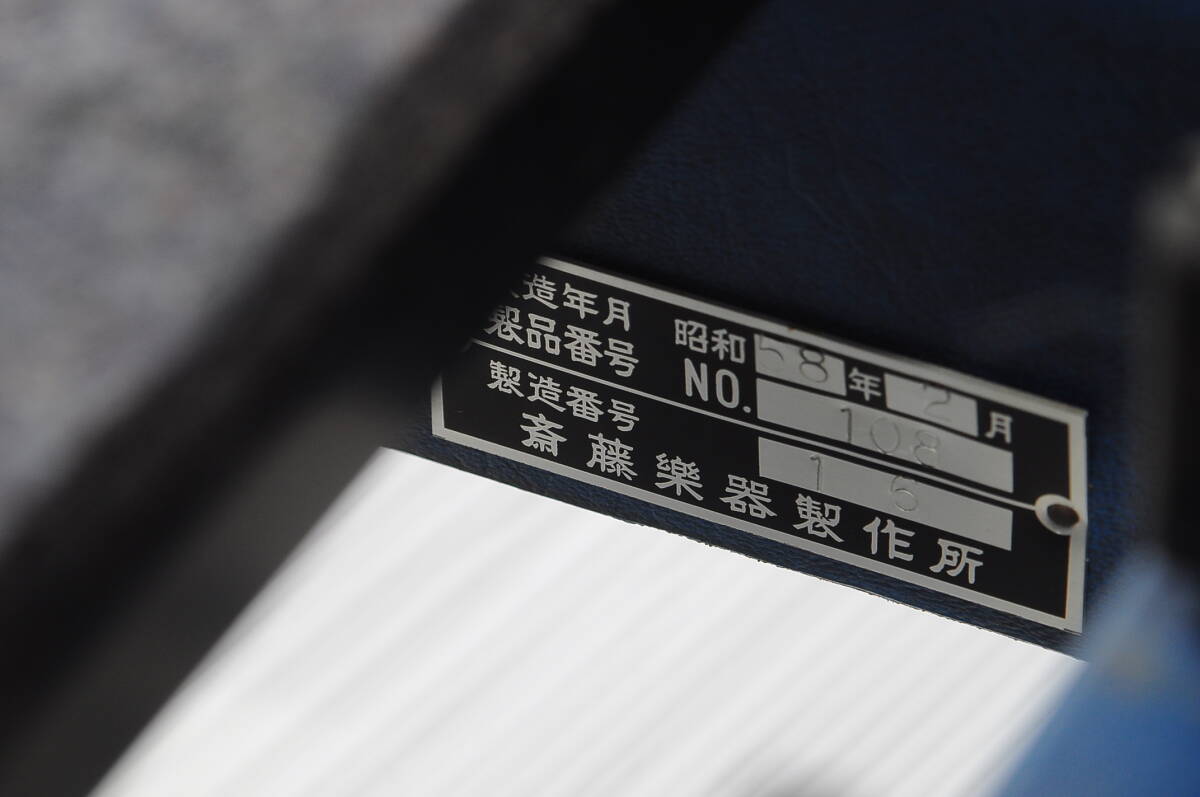 造年月 昭和 58 年 2 月
製品番号 NO. 108
製造番号 16
斎藤樂器製作所